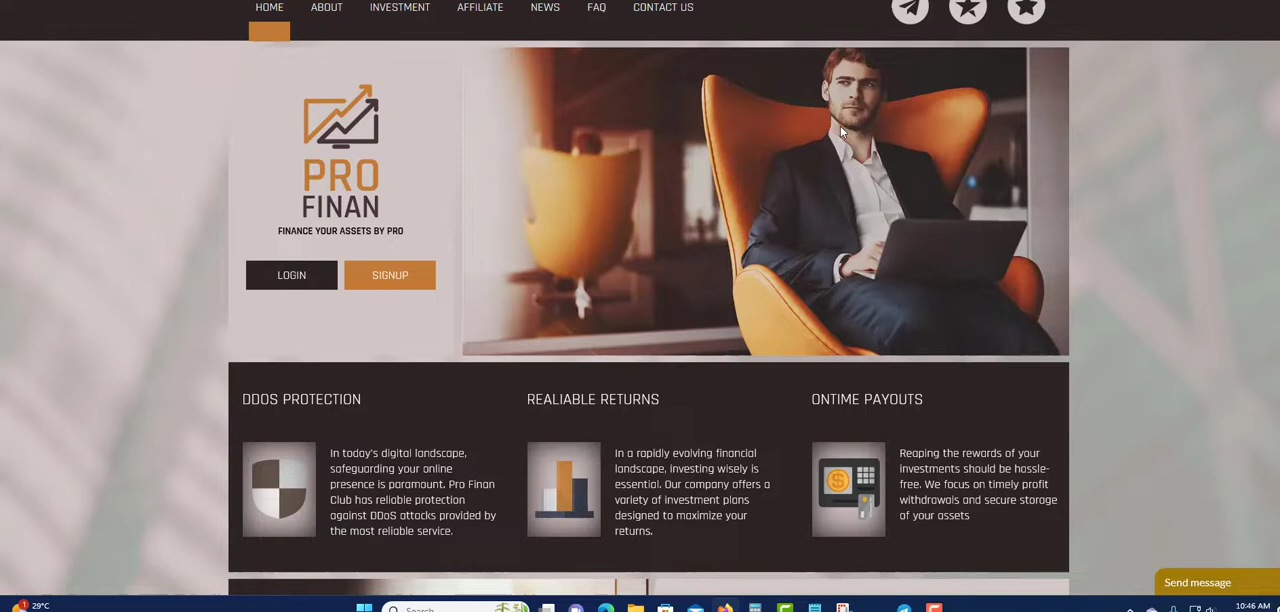 HOME ABOUT INVESTMENT AFFILIATE NEWS FAQ CONTACT US
PRO
FINAN
FINANCE YOUR ASSETS BY PRO
LOGIN SIGNUP
DDOS PROTECTION
In today's digital landscape,
safeguarding your online
presence is paramount. Pro Finan
Club has reliable protection
against DDoS attacks provided by
the most reliable service.
REALIABLE RETURNS
In a rapidly evolving financial
landscape, investing wisely is
essential. Our company offers a
variety of investment plans
designed to maximize your
returns.
ONTIME PAYOUTS
Reaping the rewards of your
investments should be hassle-
free. We focus on timely profit
withdrawals and secure storage
of your assets
Send message
1 29°C
Search
10:46 AM